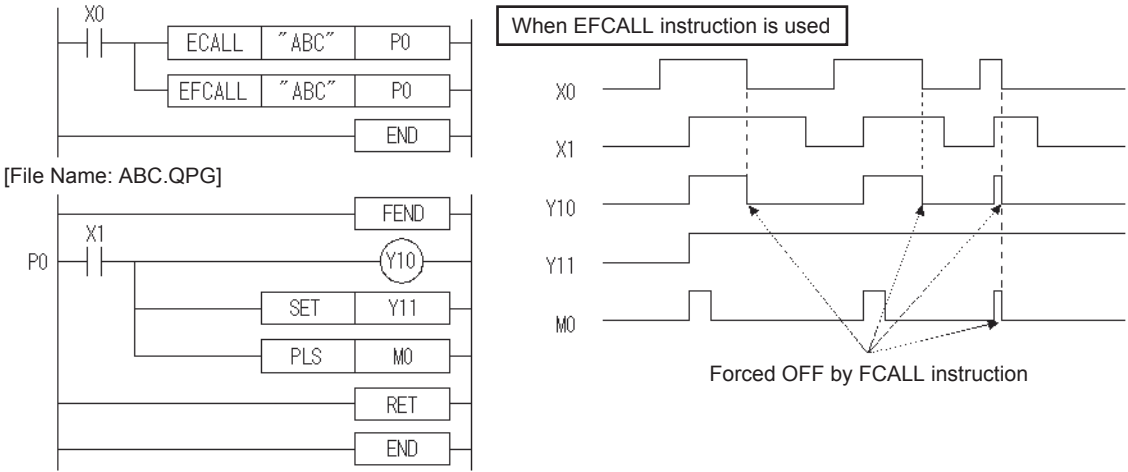 X0
ECALL "ABC" P0
EFCALL "ABC" P0
END
[File Name: ABC.QPG]
FEND
X1
P0 Y10
SET Y11
PLS M0
RET
END
When EFCALL instruction is used
X0
X1
Y10
Y11
M0
Forced OFF by FCALL instruction